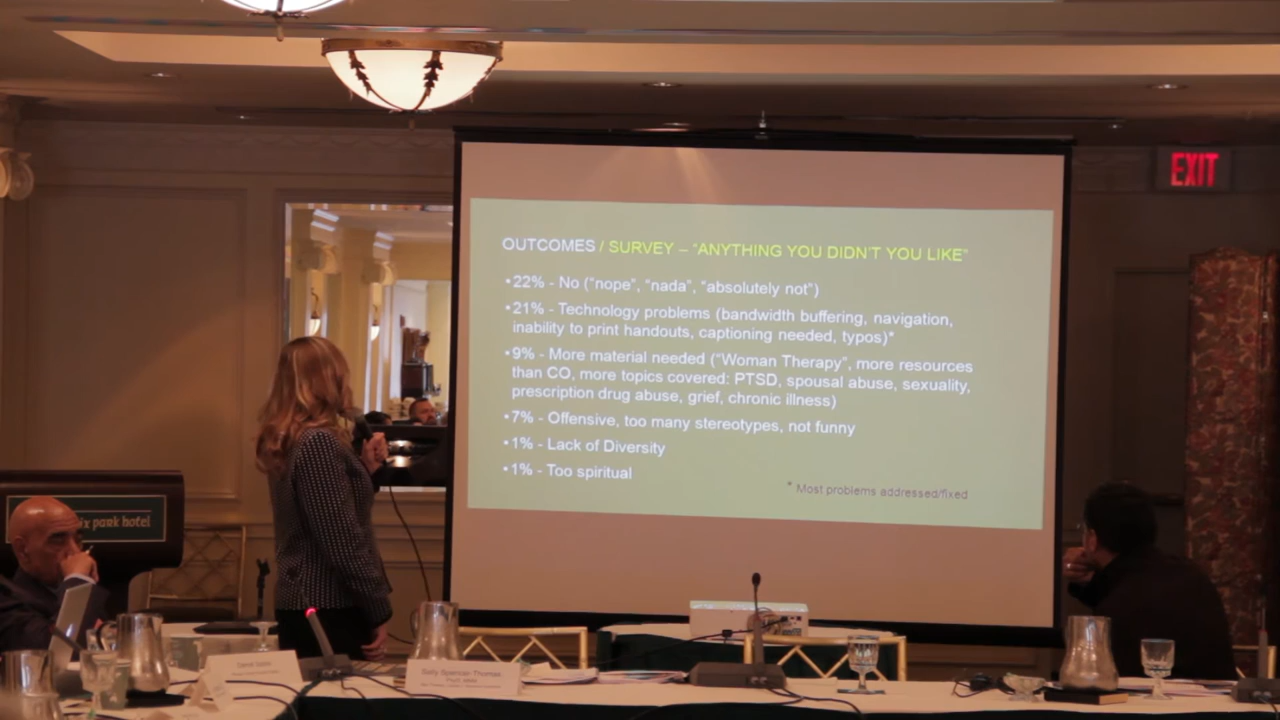 EXIT
OUTCOMES / SURVEY – "ANYTHING YOU DIDN'T YOU LIKE"
•22% - No ("nope", "nada", "absolutely not")
•21% - Technology problems (bandwidth buffering, navigation,
inability to print handouts, captioning needed, typos)*
•9% - More material needed ("Woman Therapy", more resources
than CO, more topics covered: PTSD, spousal abuse, sexuality,
prescription drug abuse, grief, chronic illness)
•7% - Offensive, too many stereotypes, not funny
•1% - Lack of Diversity
•1% - Too spiritual
* Most problems addressed/fixed
park hotel
Sally Spencer-Thomas